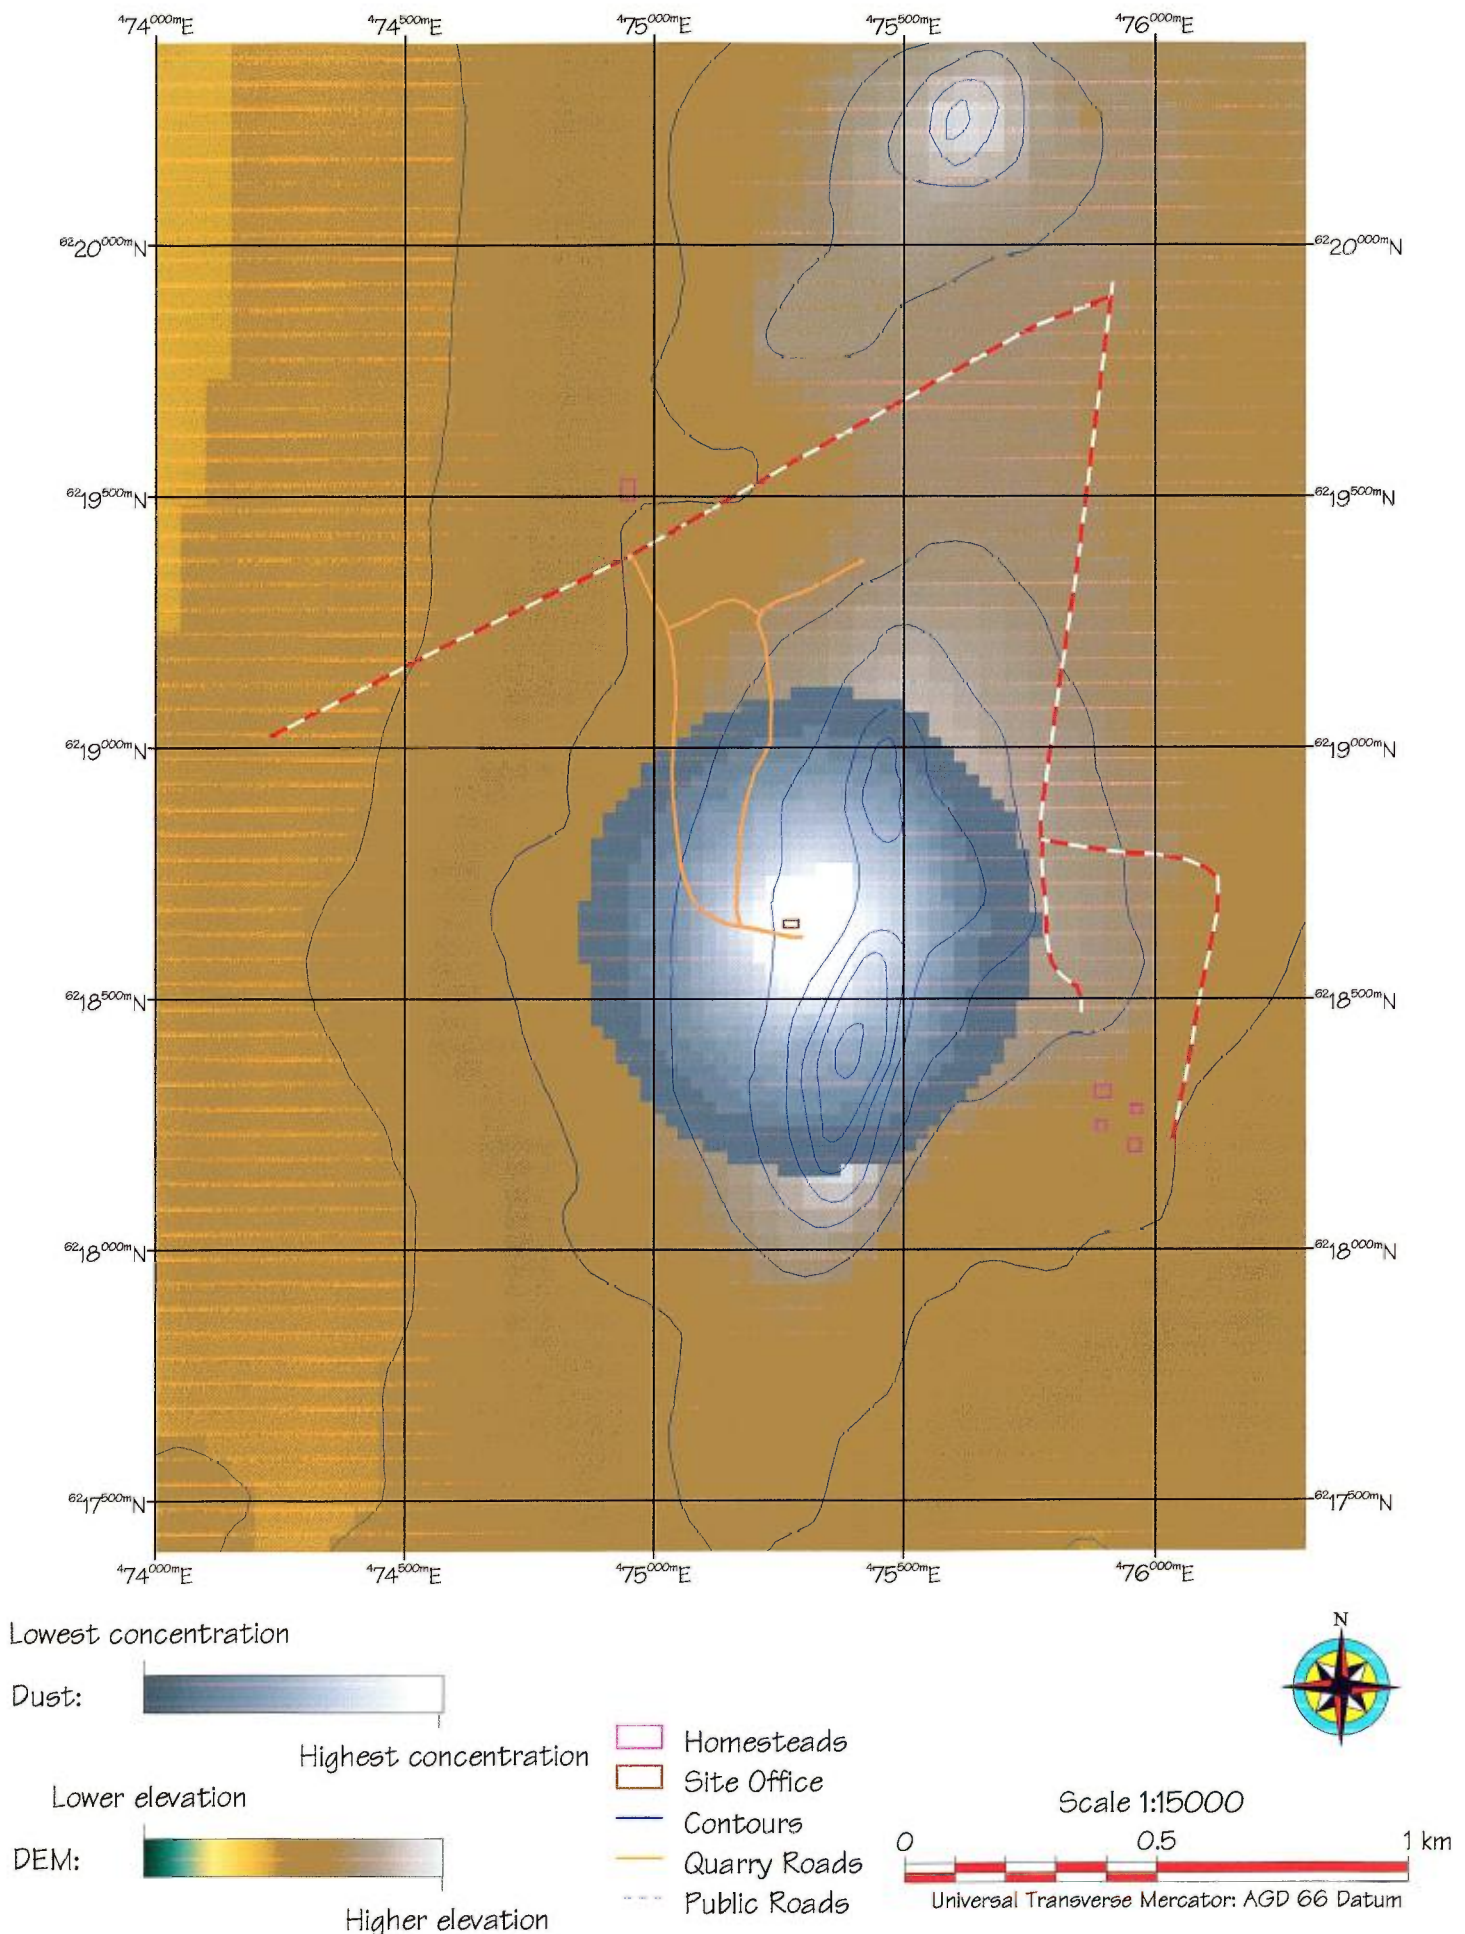 474000mE 474500mE 475000mE 475500mE 476000mE
6220000mN 6220000mN
6219500mN 6219500mN
6219000mN 6219000mN
6218500mN 6218500mN
6218000mN 6218000mN
6217500mN 6217500mN
474000mE 474500mE 475000mE 475500mE 476000mE
Lowest concentration
Dust:
Highest concentration
Lower elevation
DEM:
Higher elevation
Homesteads
Site Office
Contours
Quarry Roads
Public Roads
N
Scale 1:15000
0 0.5 1 km
Universal Transverse Mercator: AGD 66 Datum